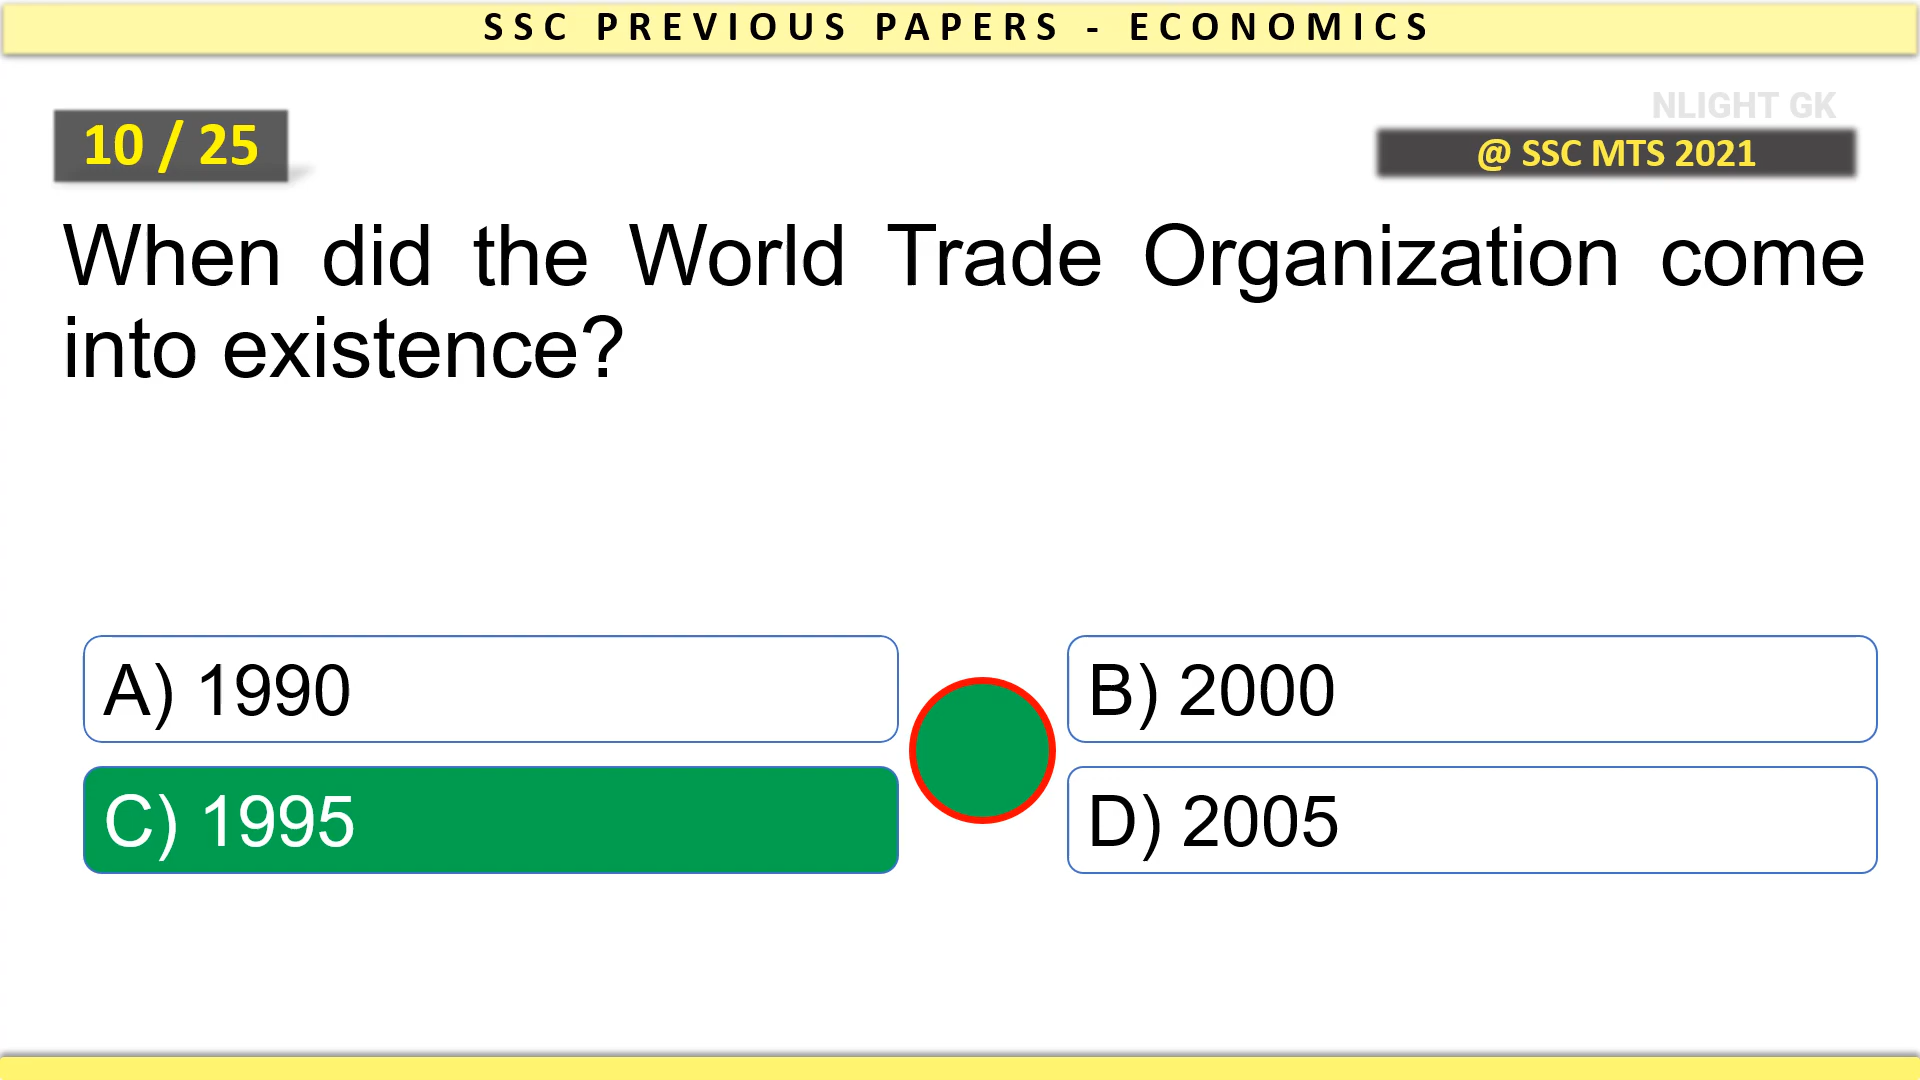 SSC PREVIOUS PAPERS - ECONOMICS
NLIGHT GK
10 / 25
@ SSC MTS 2021
When did the World Trade Organization come
into existence?
A) 1990
B) 2000
C) 1995
D) 2005